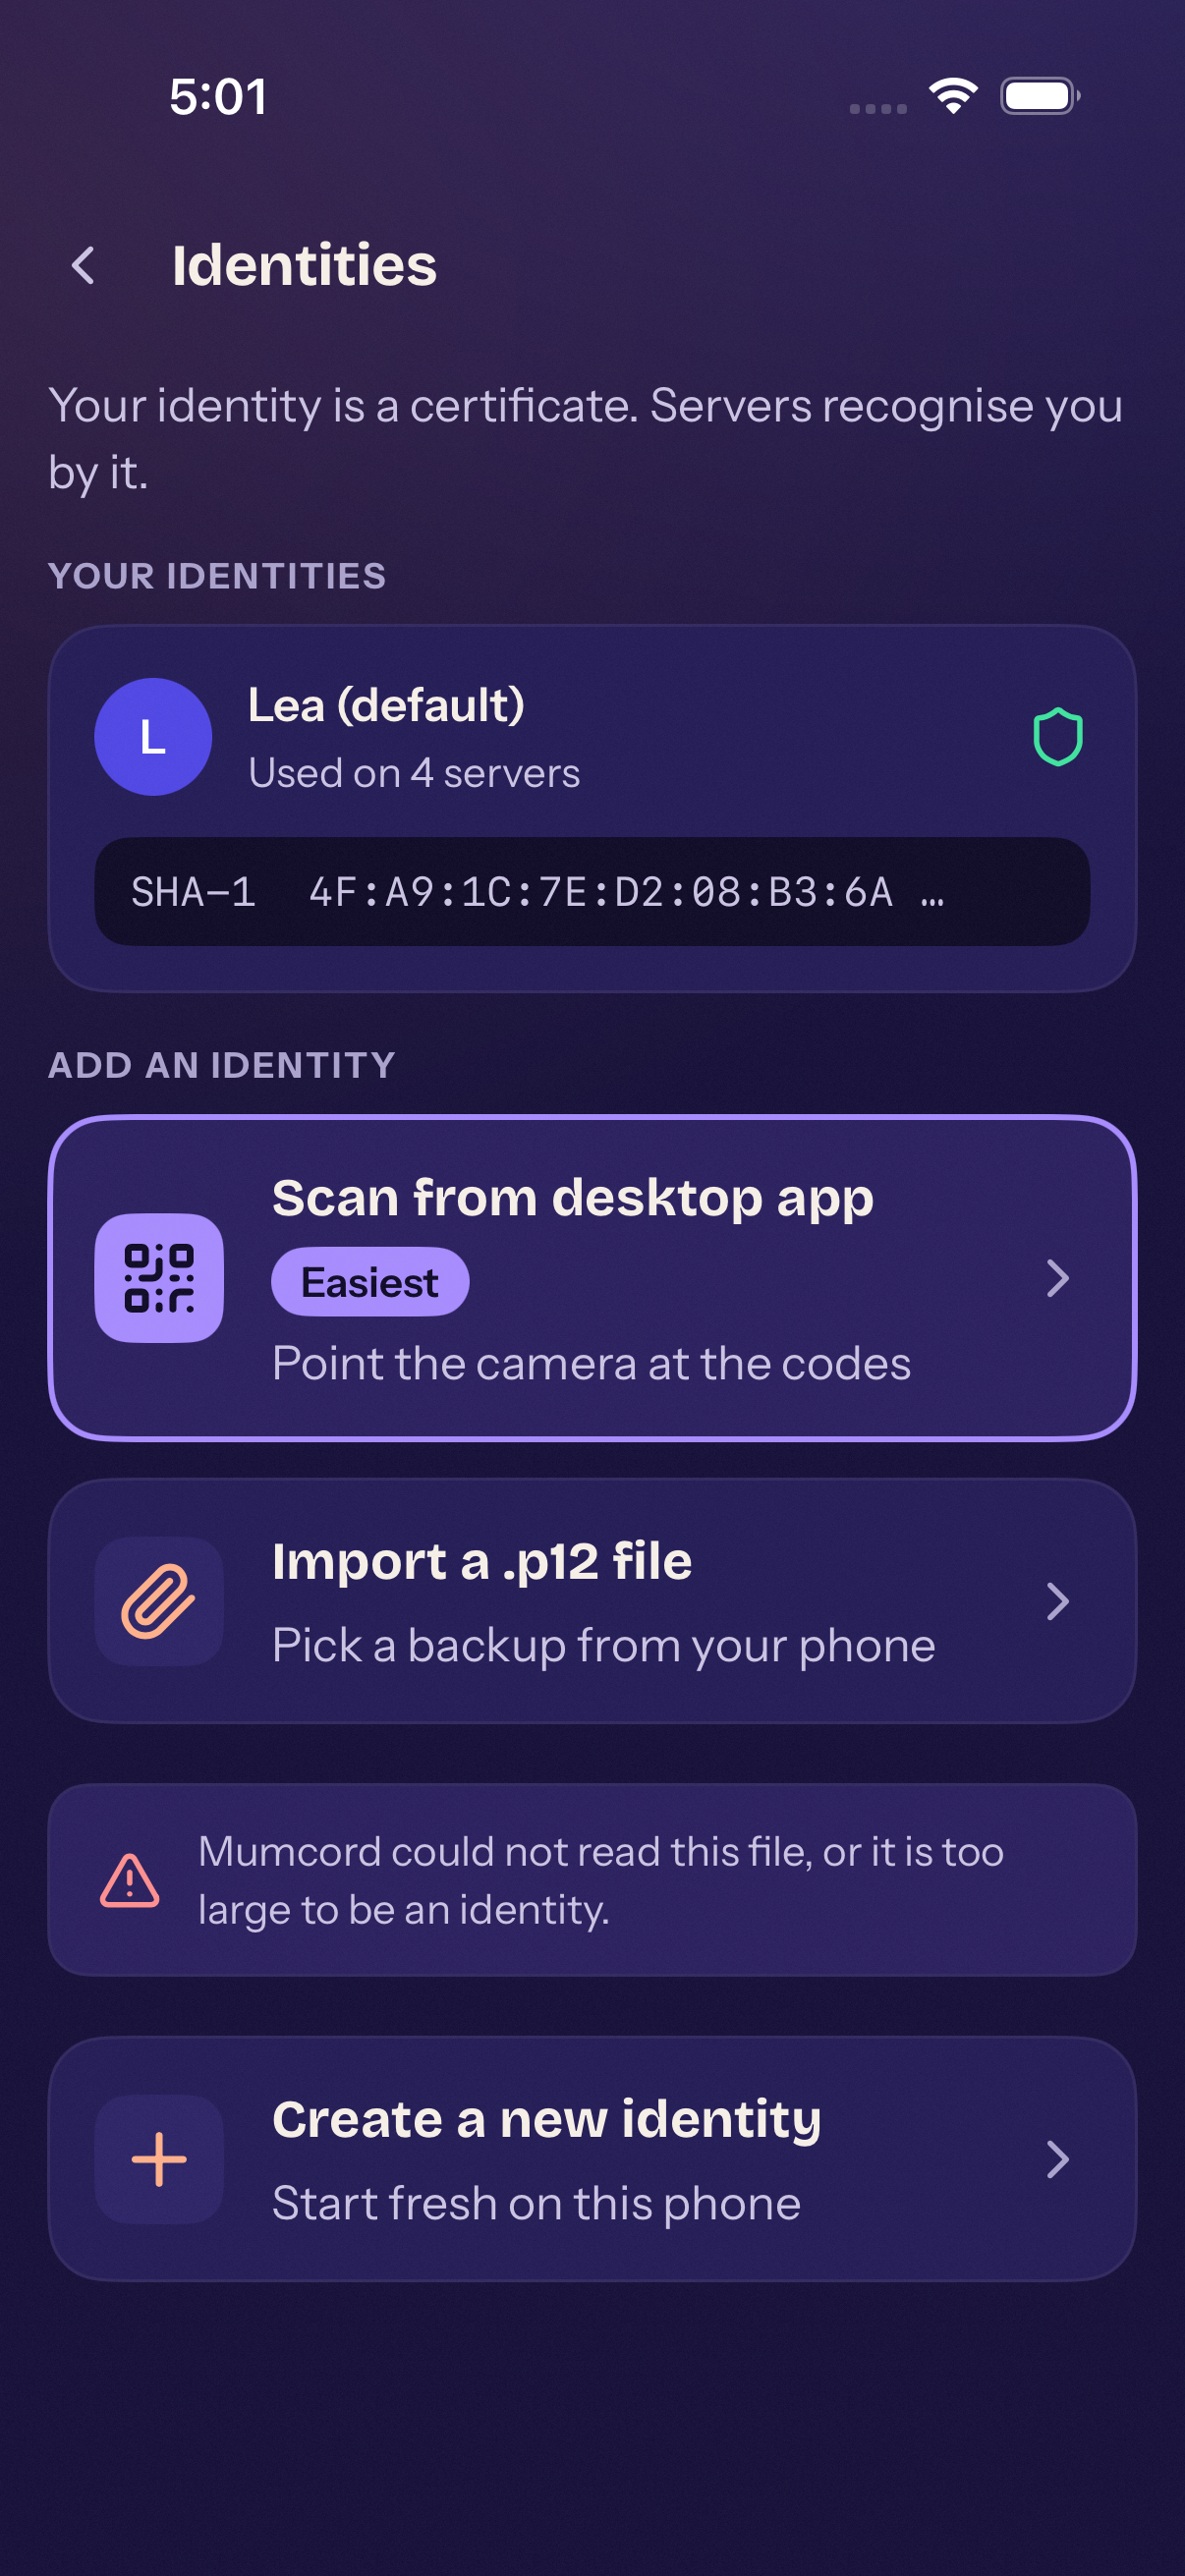 5:01
Identities
Your identity is a certificate. Servers recognise you
by it.
YOUR IDENTITIES
L
Lea (default)
Used on 4 servers
SHA-1 4F:A9:1C:7E:D2:08:B3:6A …
ADD AN IDENTITY
Scan from desktop app
Easiest
Point the camera at the codes
Import a .p12 file
Pick a backup from your phone
Mumcord could not read this file, or it is too
large to be an identity.
Create a new identity
Start fresh on this phone